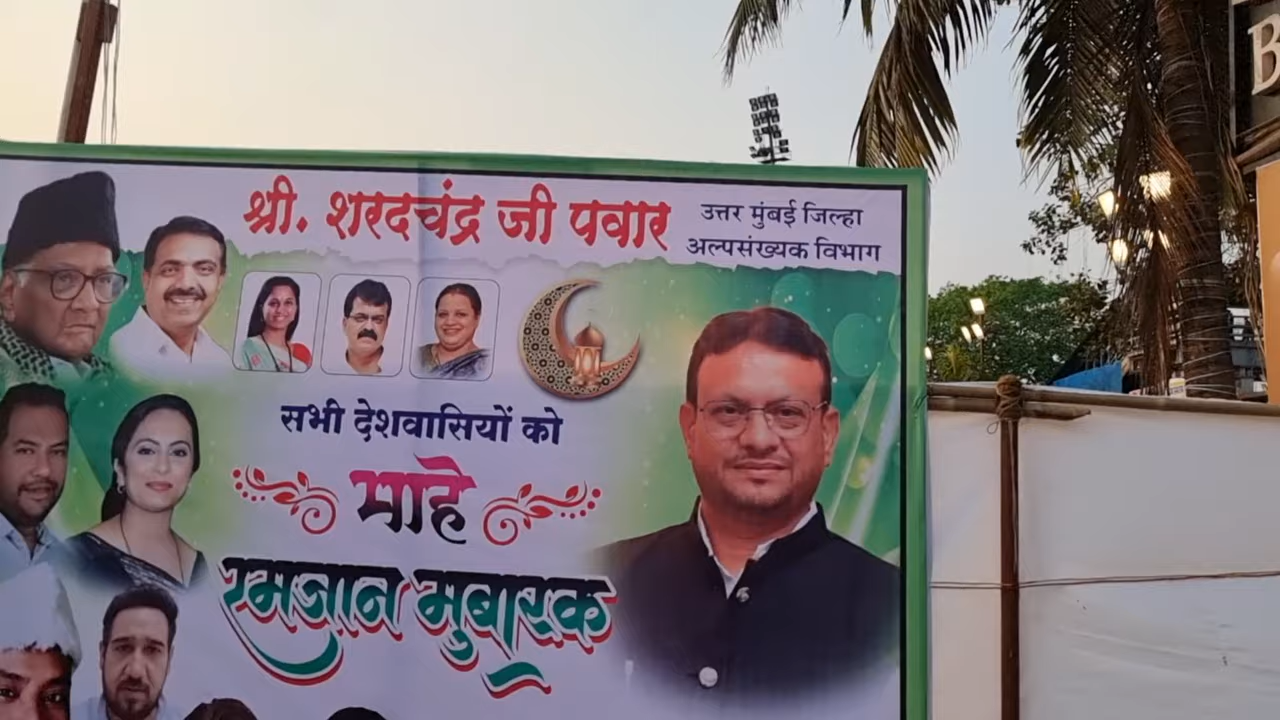 श्री. शरदचंद्र जी पवार
उत्तर मुंबई जिल्हा
अल्पसंख्यक विभाग
सभी देशवासियों को
माहे
रमजान मुबारक
B